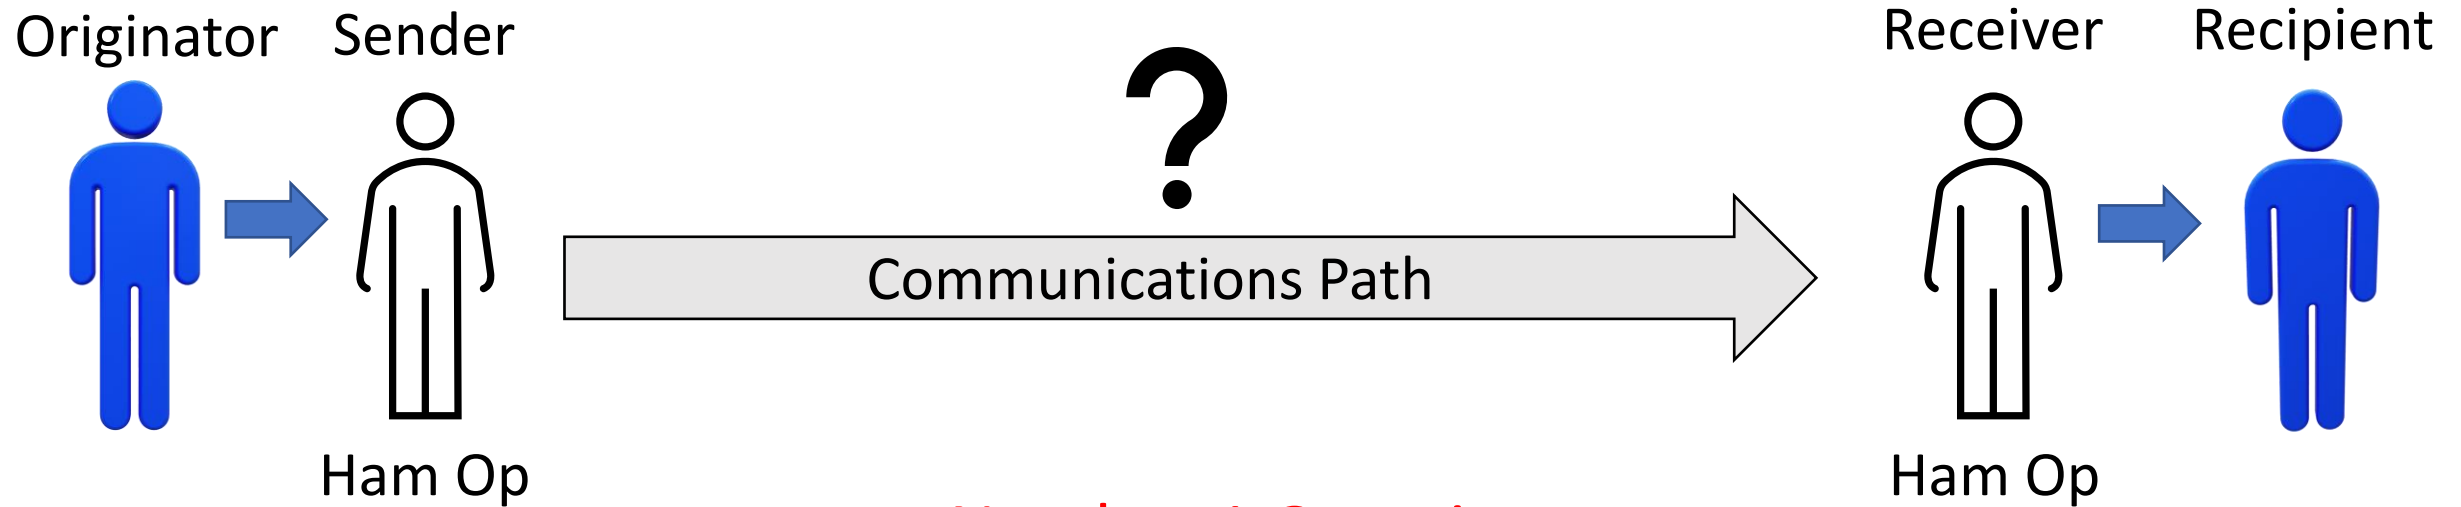 Originator Sender Receiver Recipient
?
Communications Path
Ham Op Ham Op